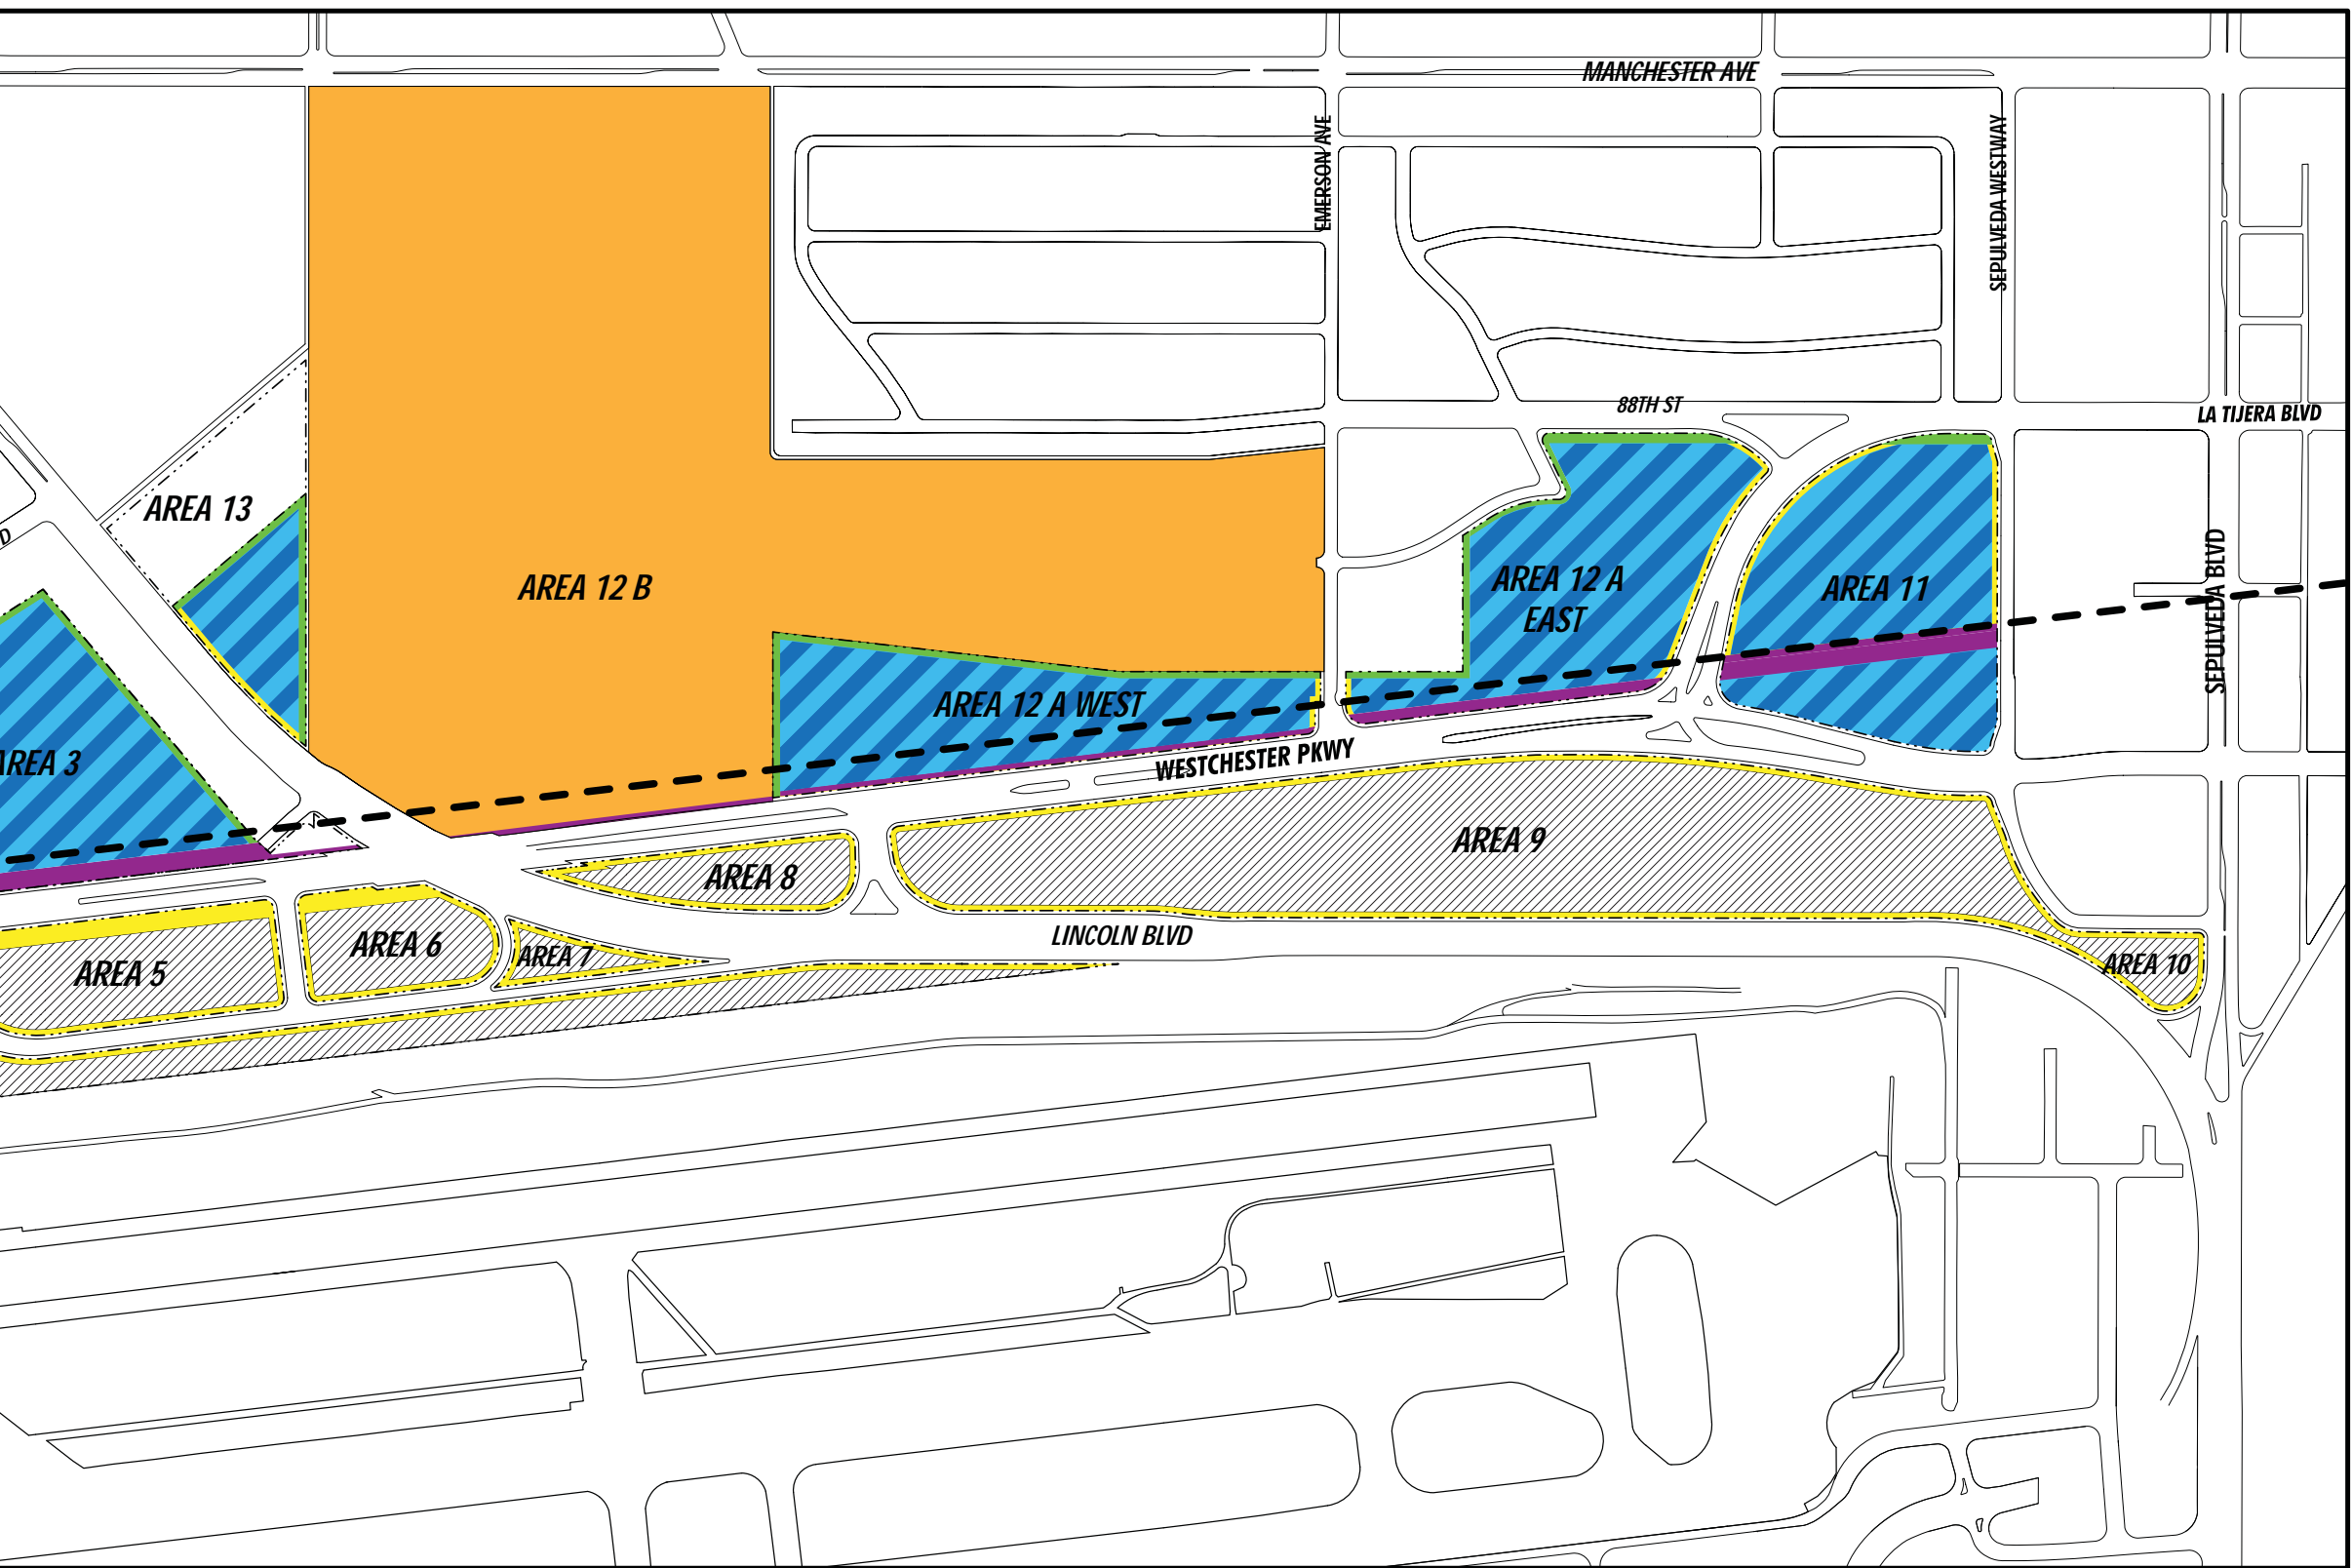 MANCHESTER AVE
EMERSON AVE
SEPULVEDA WESTWAY
88TH ST
LA TIJERA BLVD
AREA 13
AREA 12 B
AREA 12 A
EAST
AREA 11
SEPULVEDA BLVD
AREA 12 A WEST
WESTCHESTER PKWY
AREA 3
AREA 9
AREA 8
LINCOLN BLVD
AREA 6
AREA 7
AREA 5
AREA 10